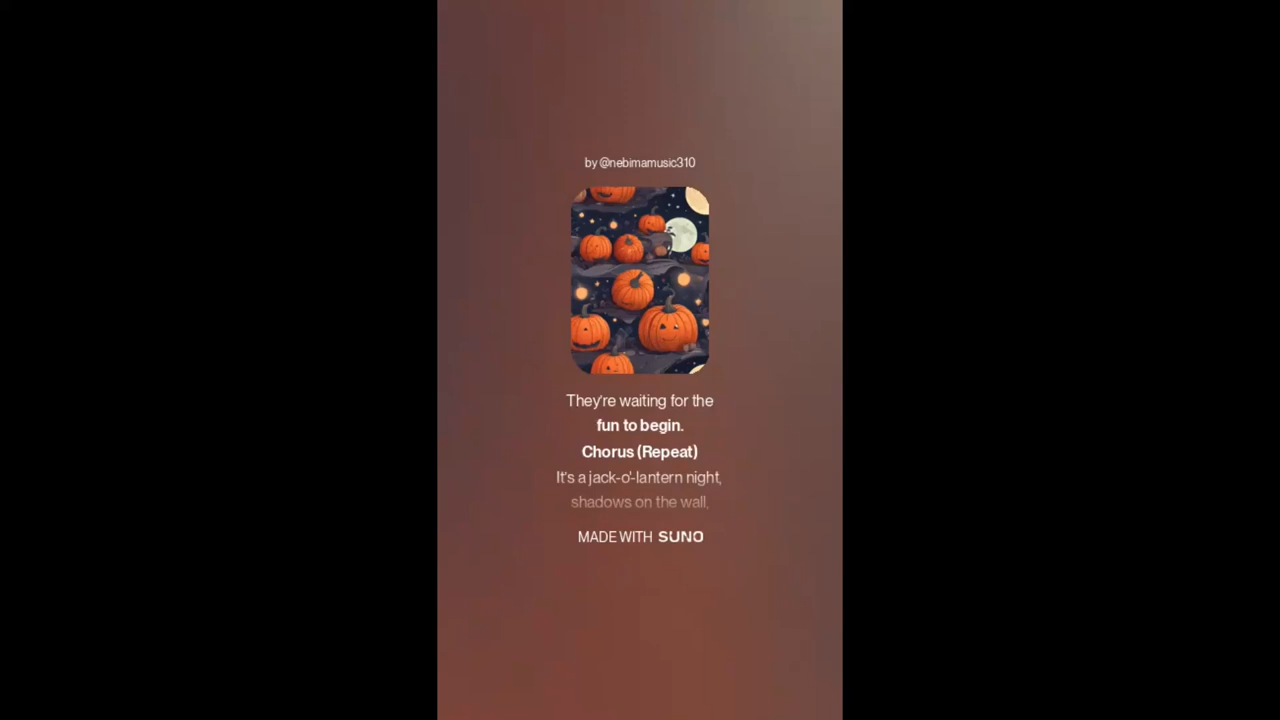 by @nebimamusic310
They're waiting for the
fun to begin.
Chorus (Repeat)
It's a jack-o'-lantern night,
shadows on the wall,
MADE WITH SUNO